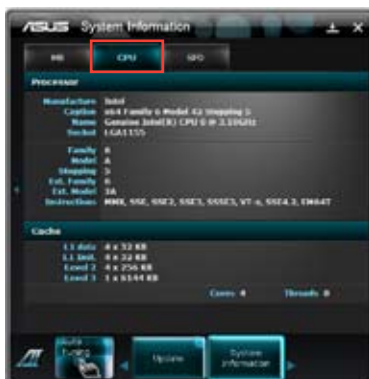 ASUS System Information
MB CPU SPD
Processor
Manufacture Intel
Caption x64 Family 6 Model 42 Stepping 5
Name Genuine Intel(R) CPU 0 @ 3.10GHz
Socket LGA1155
Family 6
Model A
Stepping 5
Ext. Family 6
Ext. Model 2A
Instructions MMX, SSE, SSE2, SSE3, SSSE3, VT-x, SSE4.2, EM64T
Cache
L1 data 4 x 32 KB
L1 Inst. 4 x 32 KB
Level 2 4 x 256 KB
Level 3 1 x 6144 KB
Cores 4 Threads 8
Auto
Tuning
Update
System
Information